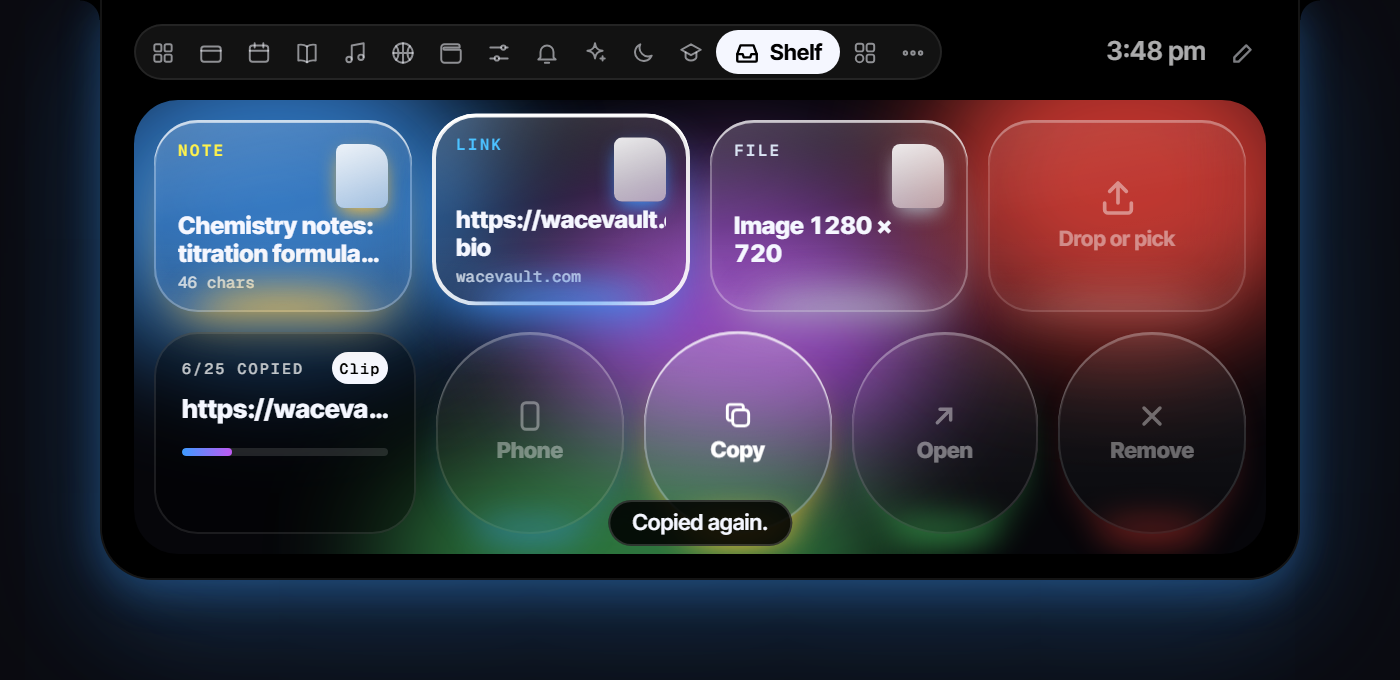 Shelf
3:48 pm
NOTE
Chemistry notes:
titration formula...
46 chars
LINK
https://wacevault.
bio
wacevault.com
FILE
Image 1280 ×
720
Drop or pick
6/25 COPIED
Clip
https://waceva...
Phone
Copy
Open
Remove
Copied again.